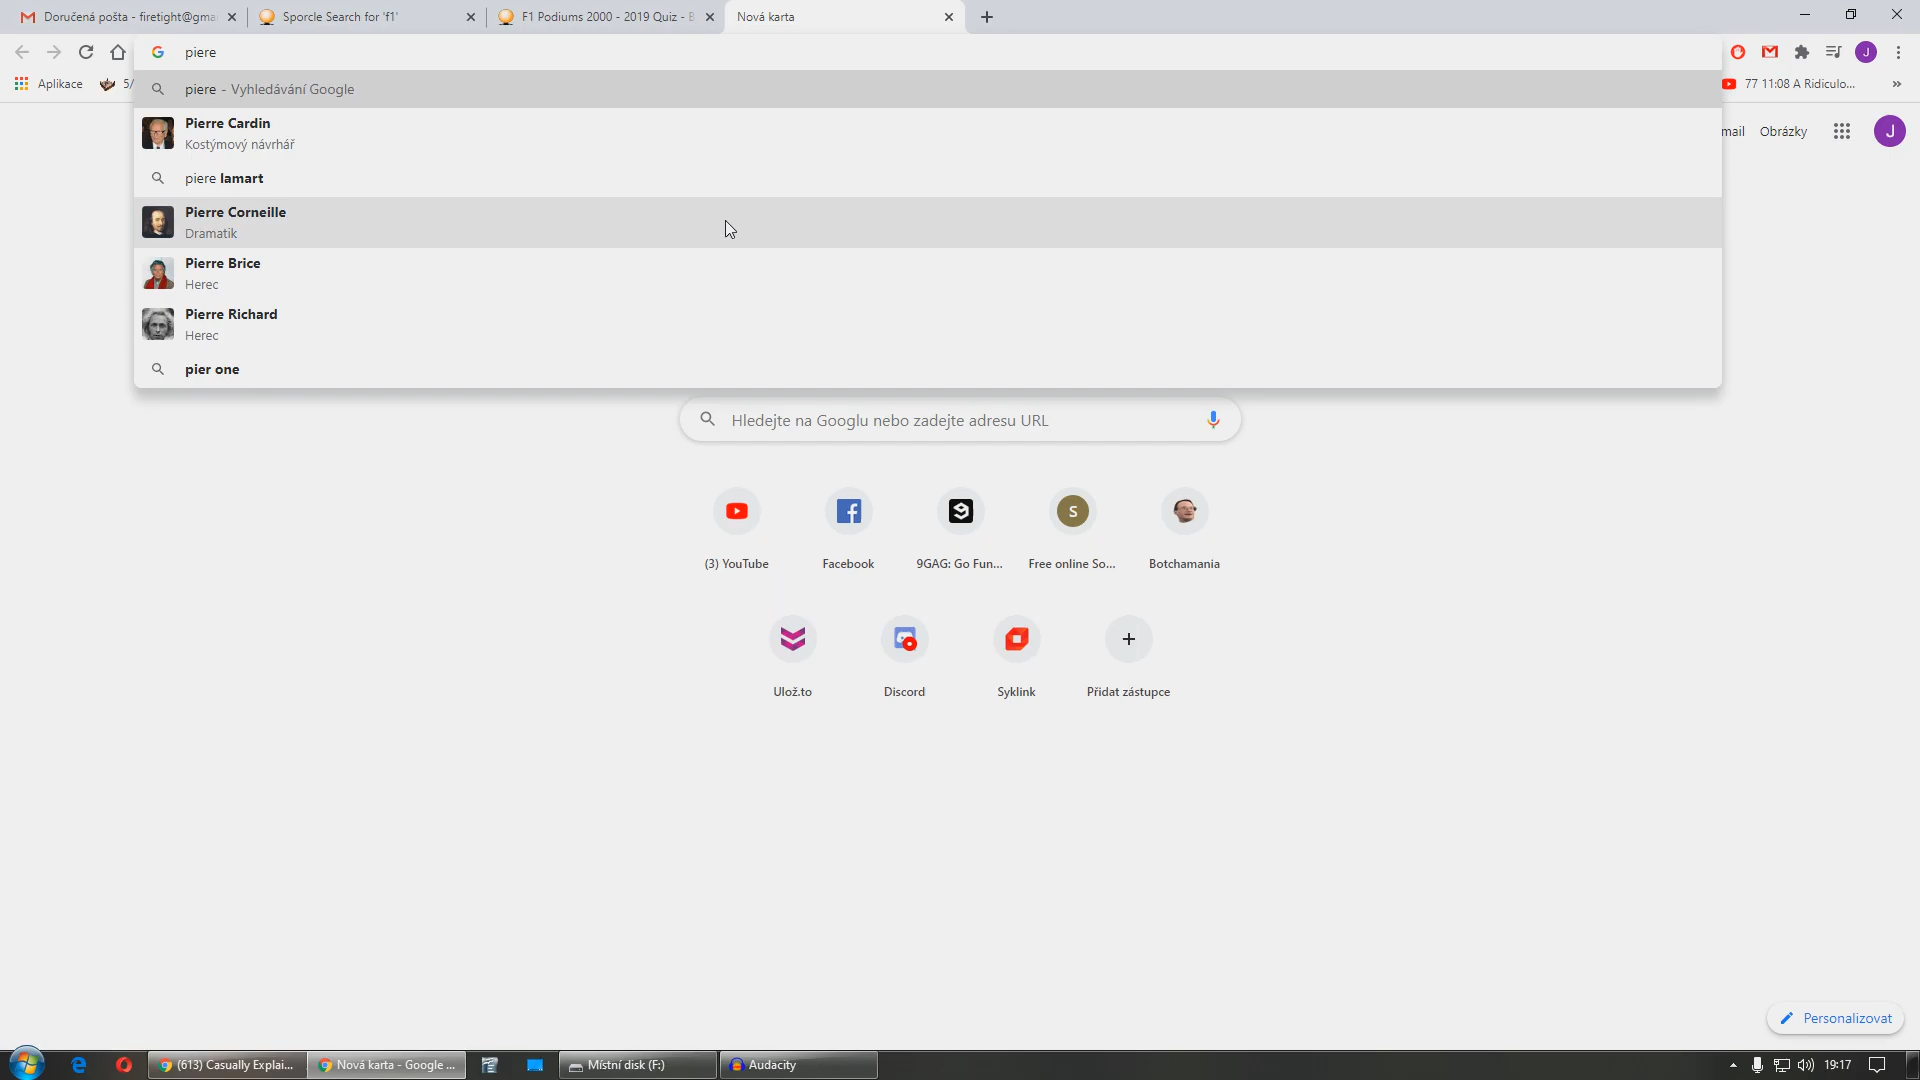 Doručená pošta - firetight@gma
Sporcle Search for 'f1'
F1 Podiums 2000 - 2019 Quiz - B
Nová karta
piere
Aplikace
5/
77 11:08 A Ridiculo...
piere - Vyhledávání Google
Pierre Cardin
Kostýmový návrhář
mail
Obrázky
J
piere lamart
Pierre Corneille
Dramatik
Pierre Brice
Herec
Pierre Richard
Herec
pier one
Hledejte na Googlu nebo zadejte adresu URL
(3) YouTube
Facebook
9GAG: Go Fun...
Free online So...
Botchamania
Ulož.to
Discord
Syklink
Přidat zástupce
Personalizovat
(613) Casually Explai...
Nová karta - Google ...
Místní disk (F:)
Audacity
19:17